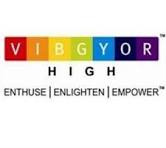 VIBGYOR™
HIGH
ENTHUSE | ENLIGHTEN | EMPOWER™